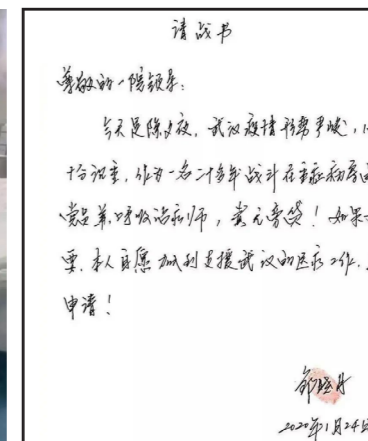 请战书
尊敬的一院领导：
今天是除夕夜，武汉疫情形势严峻，
十分沉重，作为一名二十多年战斗在重症病房
党员兼呼吸治疗师，责无旁贷！如果
要，本人自愿加到支援武汉的医疗工作，
申请！
2020年1月24日